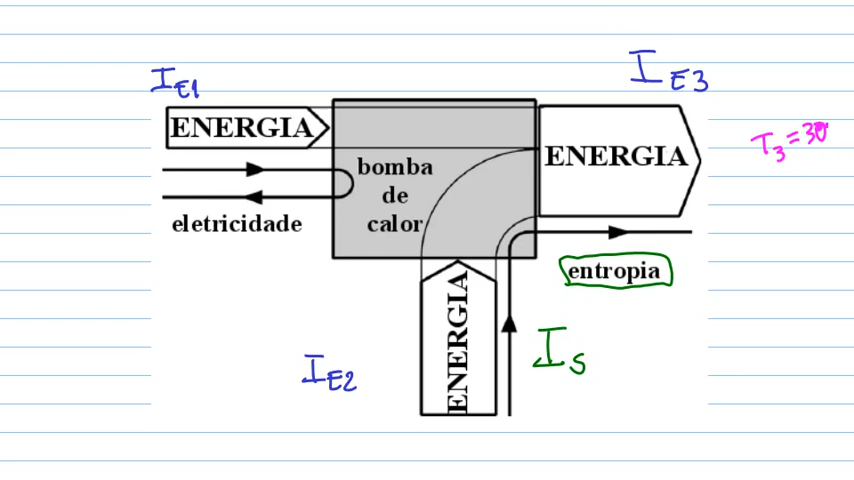 I_E1
I_E3
ENERGIA
T_3 = 30°
bomba
ENERGIA
de
eletricidade
calor
entropia
ENERGIA
I_S
I_E2